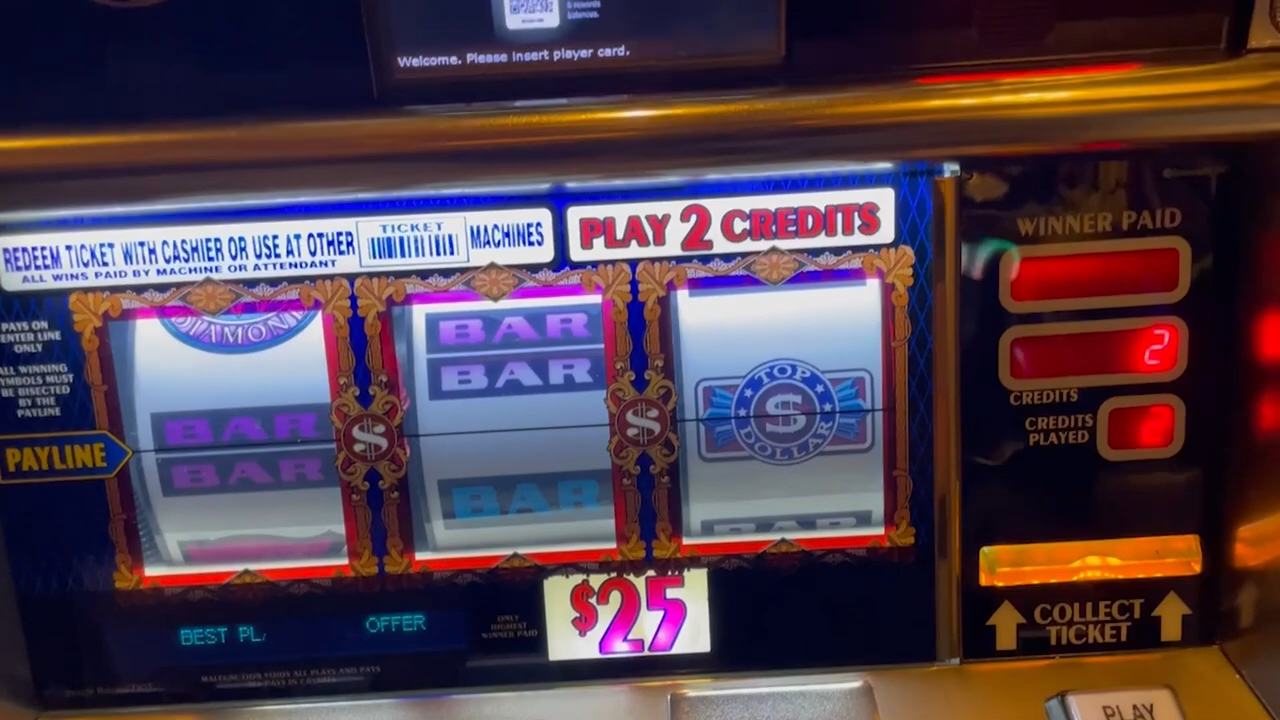 Welcome. Please insert player card.
REDEEM TICKET WITH CASHIER OR USE AT OTHER
TICKET
MACHINES
ALL WINS PAID BY MACHINE OR ATTENDANT
PLAY 2 CREDITS
WINNER PAID
PAYS ON
CENTER LINE
ONLY
ALL WINNING
SYMBOLS MUST
BE BISECTED
BY THE
PAYLINE
PAYLINE
DIAMOND
BAR
BAR
BAR
BAR
BAR
TOP
$
DOLLAR
BAR
$
$
2
CREDITS
CREDITS
PLAYED
BEST PL
OFFER
ONLY
HIGHEST
WINNER PAID
$25
MALFUNCTION VOIDS ALL PLAYS AND PAYS
COLLECT
TICKET
PLAY